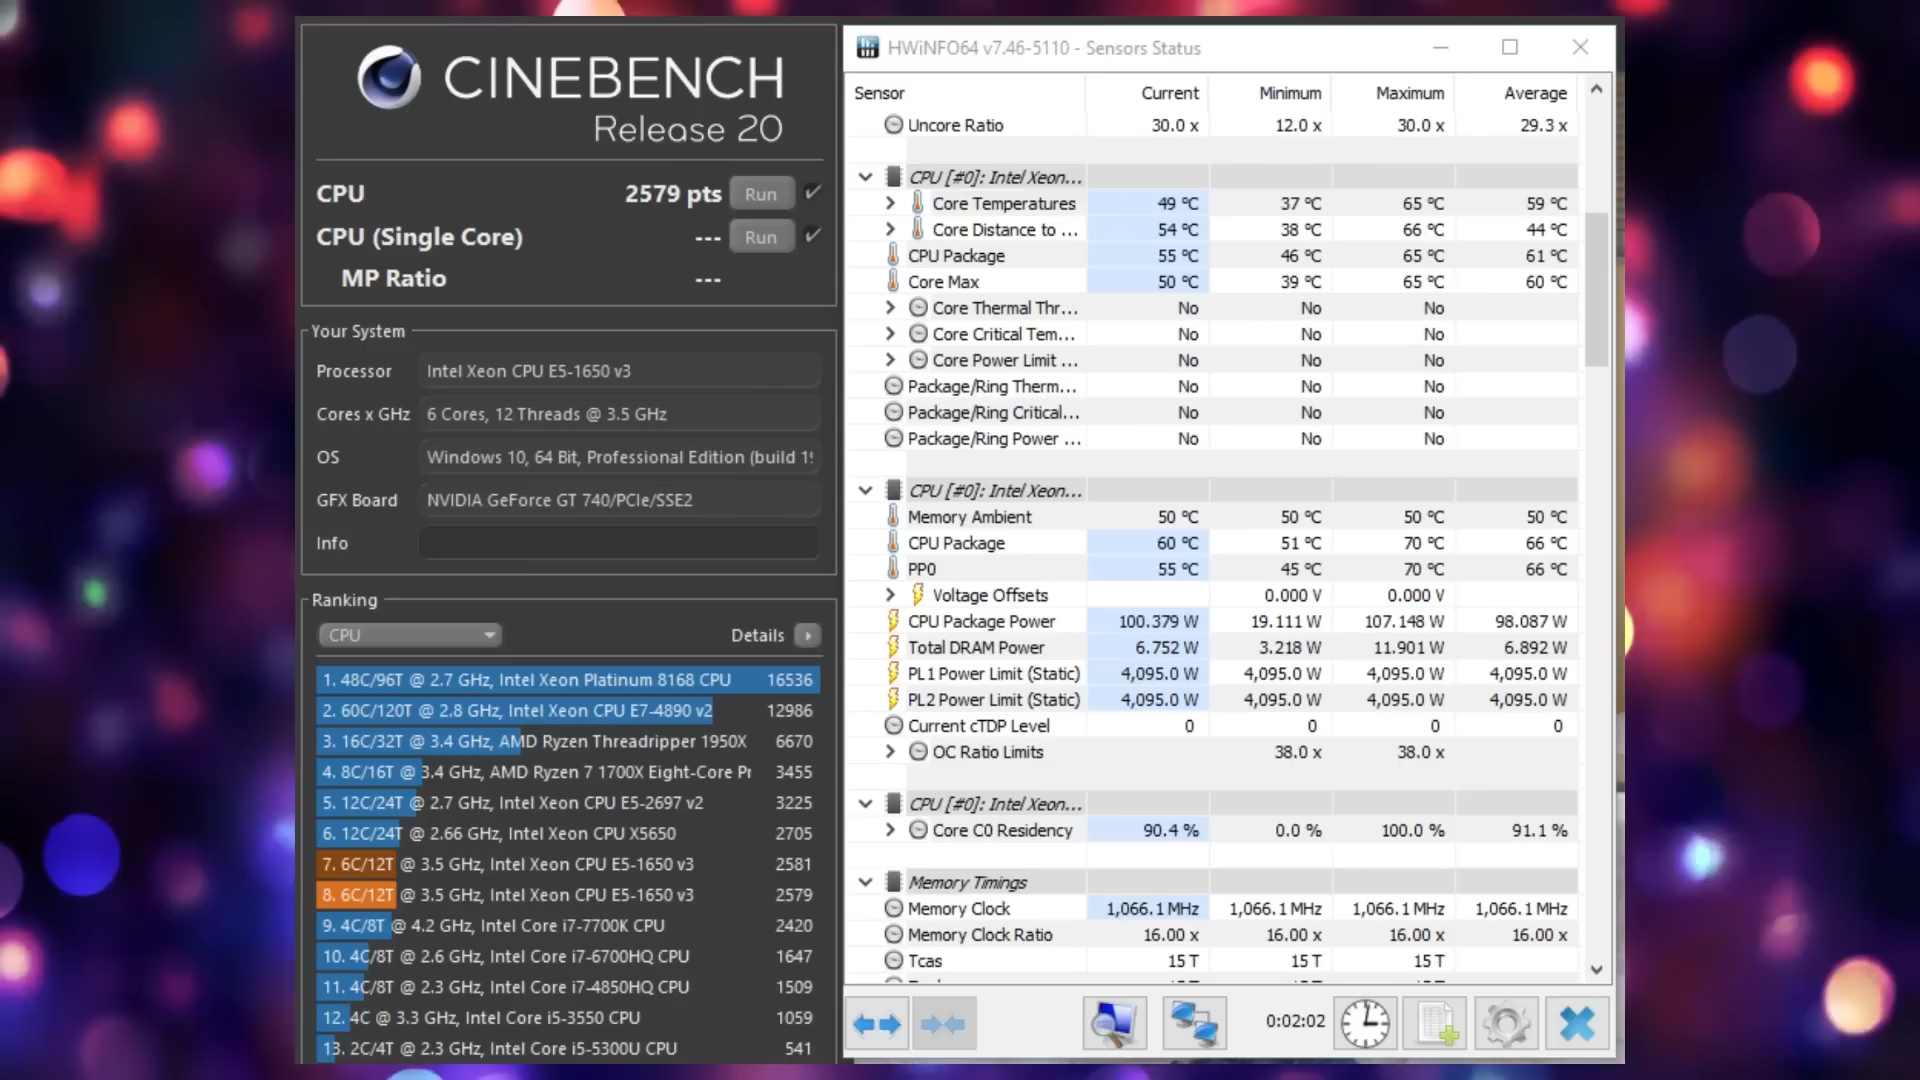 CINEBENCH
Release 20
CPU 2579 pts Run
CPU (Single Core) --- Run
MP Ratio ---
Your System
Processor Intel Xeon CPU E5-1650 v3
Cores x GHz 6 Cores, 12 Threads @ 3.5 GHz
OS Windows 10, 64 Bit, Professional Edition (build 19
GFX Board NVIDIA GeForce GT 740/PCIe/SSE2
Info
Ranking
CPU Details
1. 48C/96T @ 2.7 GHz, Intel Xeon Platinum 8168 CPU 16536
2. 60C/120T @ 2.8 GHz, Intel Xeon CPU E7-4890 v2 12986
3. 16C/32T @ 3.4 GHz, AMD Ryzen Threadripper 1950X 6670
4. 8C/16T @ 3.4 GHz, AMD Ryzen 7 1700X Eight-Core Pr 3455
5. 12C/24T @ 2.7 GHz, Intel Xeon CPU E5-2697 v2 3225
6. 12C/24T @ 2.66 GHz, Intel Xeon CPU X5650 2705
7. 6C/12T @ 3.5 GHz, Intel Xeon CPU E5-1650 v3 2581
8. 6C/12T @ 3.5 GHz, Intel Xeon CPU E5-1650 v3 2579
9. 4C/8T @ 4.2 GHz, Intel Core i7-7700K CPU 2420
10. 4C/8T @ 2.6 GHz, Intel Core i7-6700HQ CPU 1647
11. 4C/8T @ 2.3 GHz, Intel Core i7-4850HQ CPU 1509
12. 4C @ 3.3 GHz, Intel Core i5-3550 CPU 1059
13. 2C/4T @ 2.3 GHz, Intel Core i5-5300U CPU 541
HWiNFO64 v7.46-5110 - Sensors Status
Sensor Current Minimum Maximum Average
Uncore Ratio 30.0 x 12.0 x 30.0 x 29.3 x
CPU [#0]: Intel Xeon...
Core Temperatures 49 °C 37 °C 65 °C 59 °C
Core Distance to ... 54 °C 38 °C 66 °C 44 °C
CPU Package 55 °C 46 °C 65 °C 61 °C
Core Max 50 °C 39 °C 65 °C 60 °C
Core Thermal Thr... No No No
Core Critical Tem... No No No
Core Power Limit ... No No No
Package/Ring Therm... No No No
Package/Ring Critical... No No No
Package/Ring Power ... No No No
CPU [#0]: Intel Xeon...
Memory Ambient 50 °C 50 °C 50 °C 50 °C
CPU Package 60 °C 51 °C 70 °C 66 °C
PP0 55 °C 45 °C 70 °C 66 °C
Voltage Offsets 0.000 V 0.000 V
CPU Package Power 100.379 W 19.111 W 107.148 W 98.087 W
Total DRAM Power 6.752 W 3.218 W 11.901 W 6.892 W
PL1 Power Limit (Static) 4,095.0 W 4,095.0 W 4,095.0 W 4,095.0 W
PL2 Power Limit (Static) 4,095.0 W 4,095.0 W 4,095.0 W 4,095.0 W
Current cTDP Level 0 0 0 0
OC Ratio Limits 38.0 x 38.0 x
CPU [#0]: Intel Xeon...
Core C0 Residency 90.4 % 0.0 % 100.0 % 91.1 %
Memory Timings
Memory Clock 1,066.1 MHz 1,066.1 MHz 1,066.1 MHz 1,066.1 MHz
Memory Clock Ratio 16.00 x 16.00 x 16.00 x 16.00 x
Tcas 15 T 15 T 15 T
0:02:02